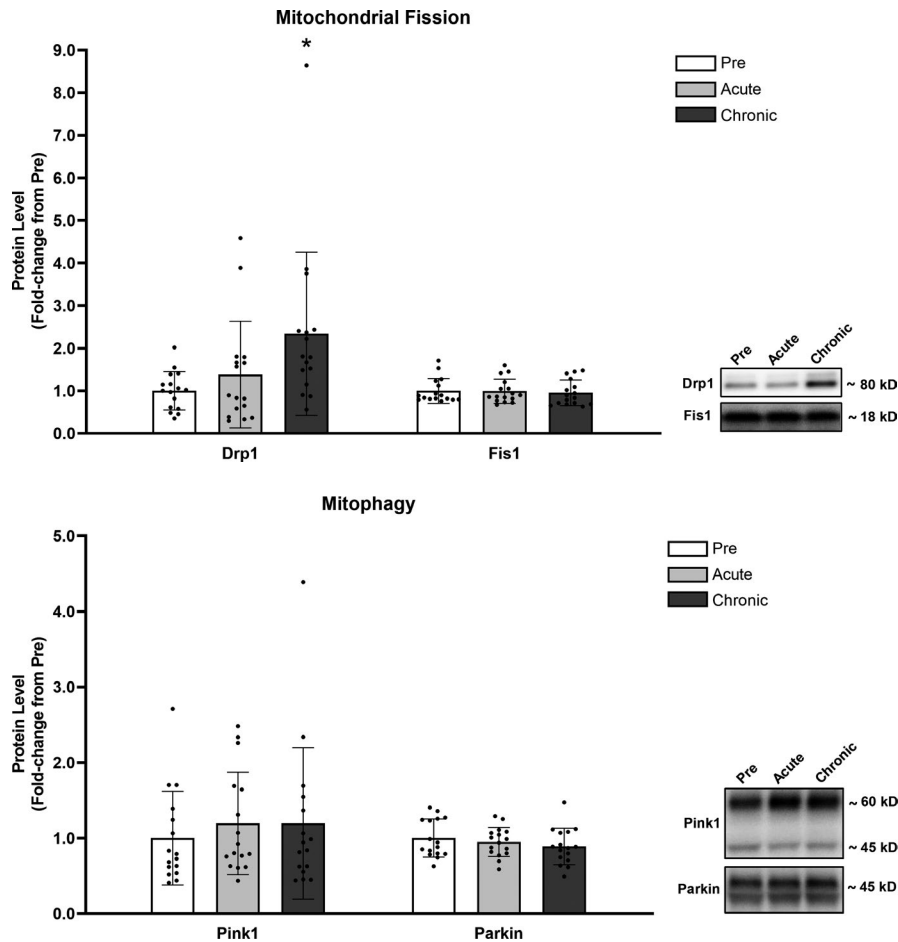 Mitochondrial Fission
*
9.0
8.0
7.0
6.0
5.0
4.0
3.0
2.0
1.0
0.0
Protein Level
(Fold-change from Pre)
Drp1
Fis1
Pre
Acute
Chronic
Pre
Acute
Chronic
Drp1
~ 80 kD
Fis1
~ 18 kD
Mitophagy
5.0
4.0
3.0
2.0
1.0
0.0
Protein Level
(Fold-change from Pre)
Pink1
Parkin
Pre
Acute
Chronic
Pre
Acute
Chronic
Pink1
~ 60 kD
~ 45 kD
Parkin
~ 45 kD